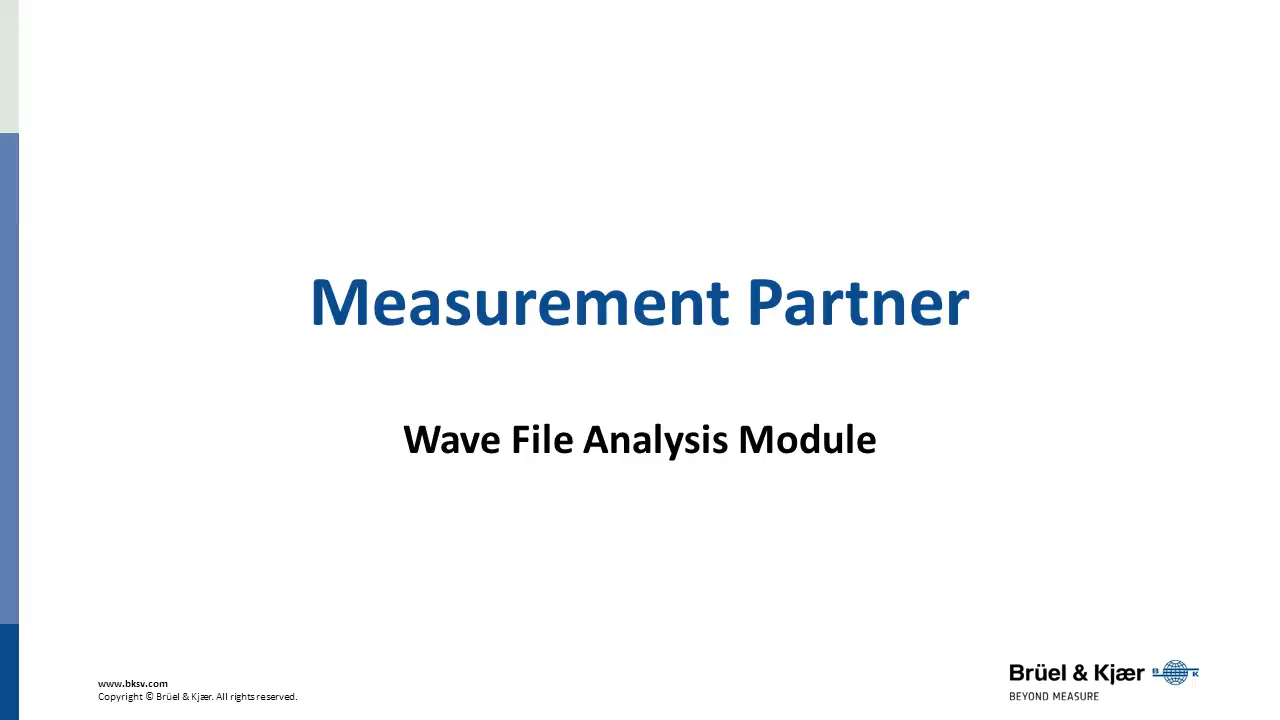 Measurement Partner
Wave File Analysis Module
www.bksv.com
Copyright © Brüel & Kjær. All rights reserved.
Brüel & Kjær B K
BEYOND MEASURE